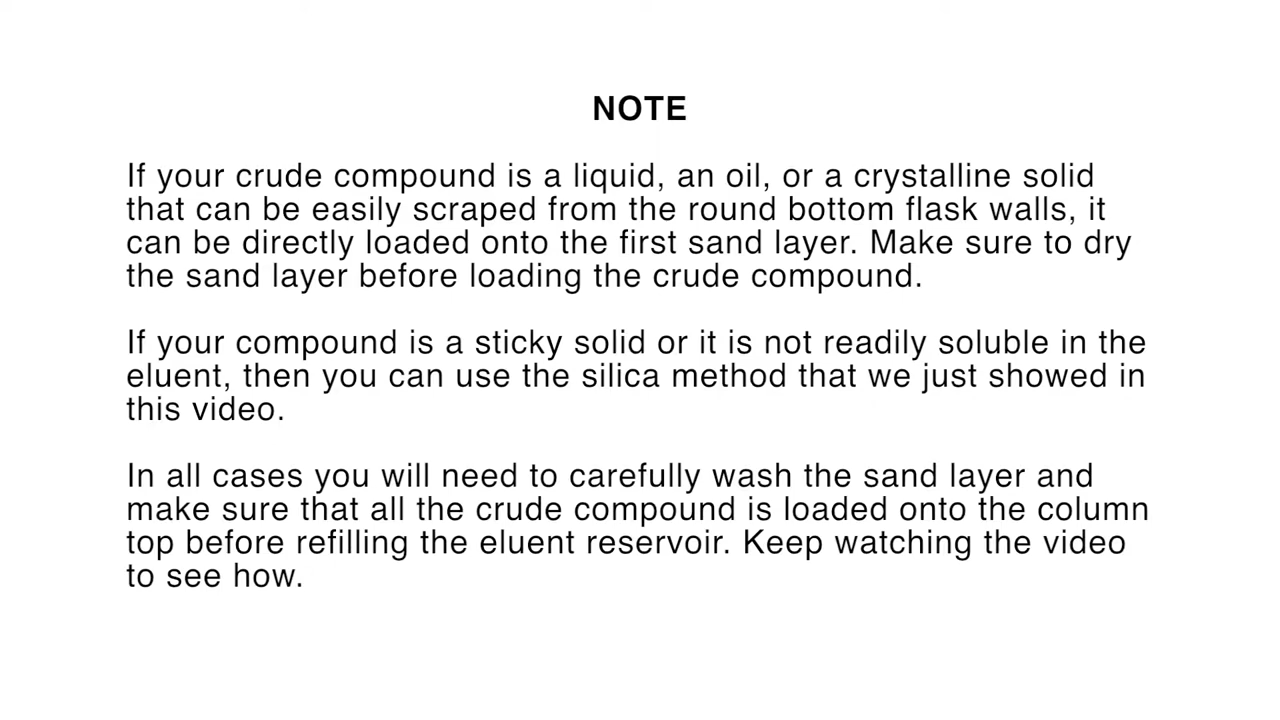 NOTE
If your crude compound is a liquid, an oil, or a crystalline solid
that can be easily scraped from the round bottom flask walls, it
can be directly loaded onto the first sand layer. Make sure to dry
the sand layer before loading the crude compound.
If your compound is a sticky solid or it is not readily soluble in the
eluent, then you can use the silica method that we just showed in
this video.
In all cases you will need to carefully wash the sand layer and
make sure that all the crude compound is loaded onto the column
top before refilling the eluent reservoir. Keep watching the video
to see how.